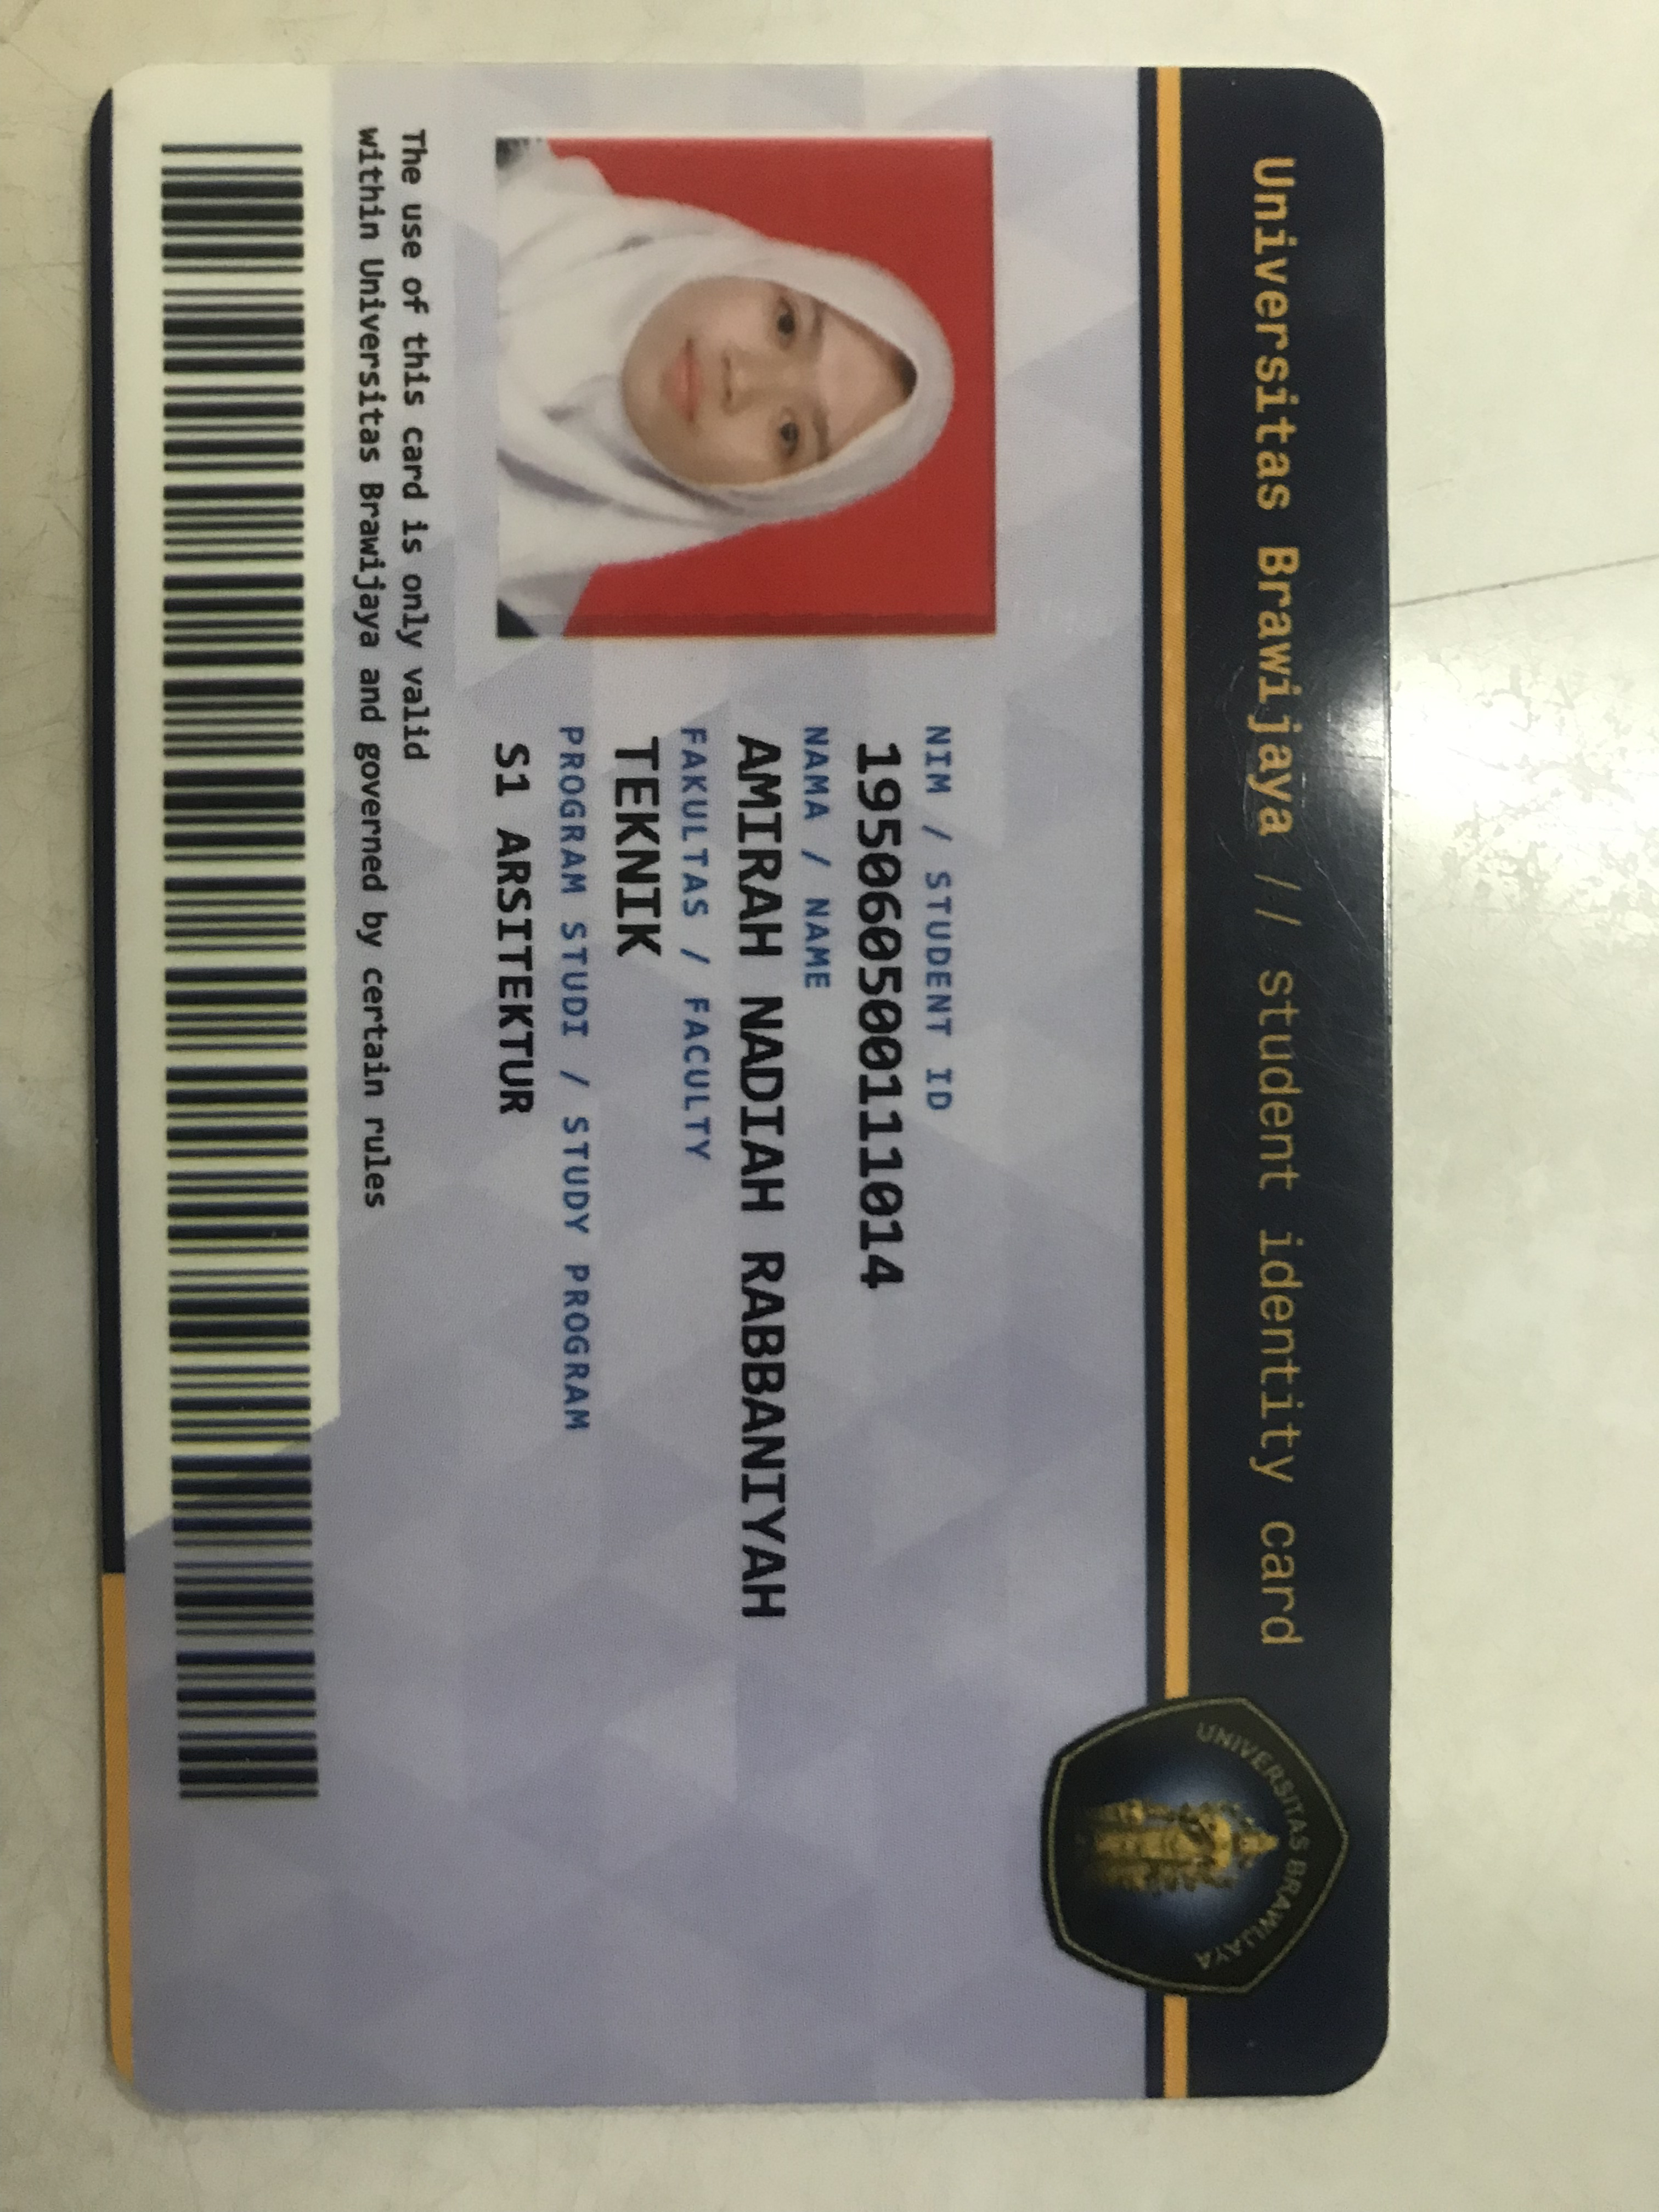 Universitas Brawijaya // student identity card
UNIVERSITAS BRAWIJAYA
NIM / STUDENT ID
195060500111014
NAMA / NAME
AMIRAH NADIAH RABBANIYAH
FAKULTAS / FACULTY
TEKNIK
PROGRAM STUDI / STUDY PROGRAM
S1 ARSITEKTUR
The use of this card is only valid
within Universitas Brawijaya and governed by certain rules